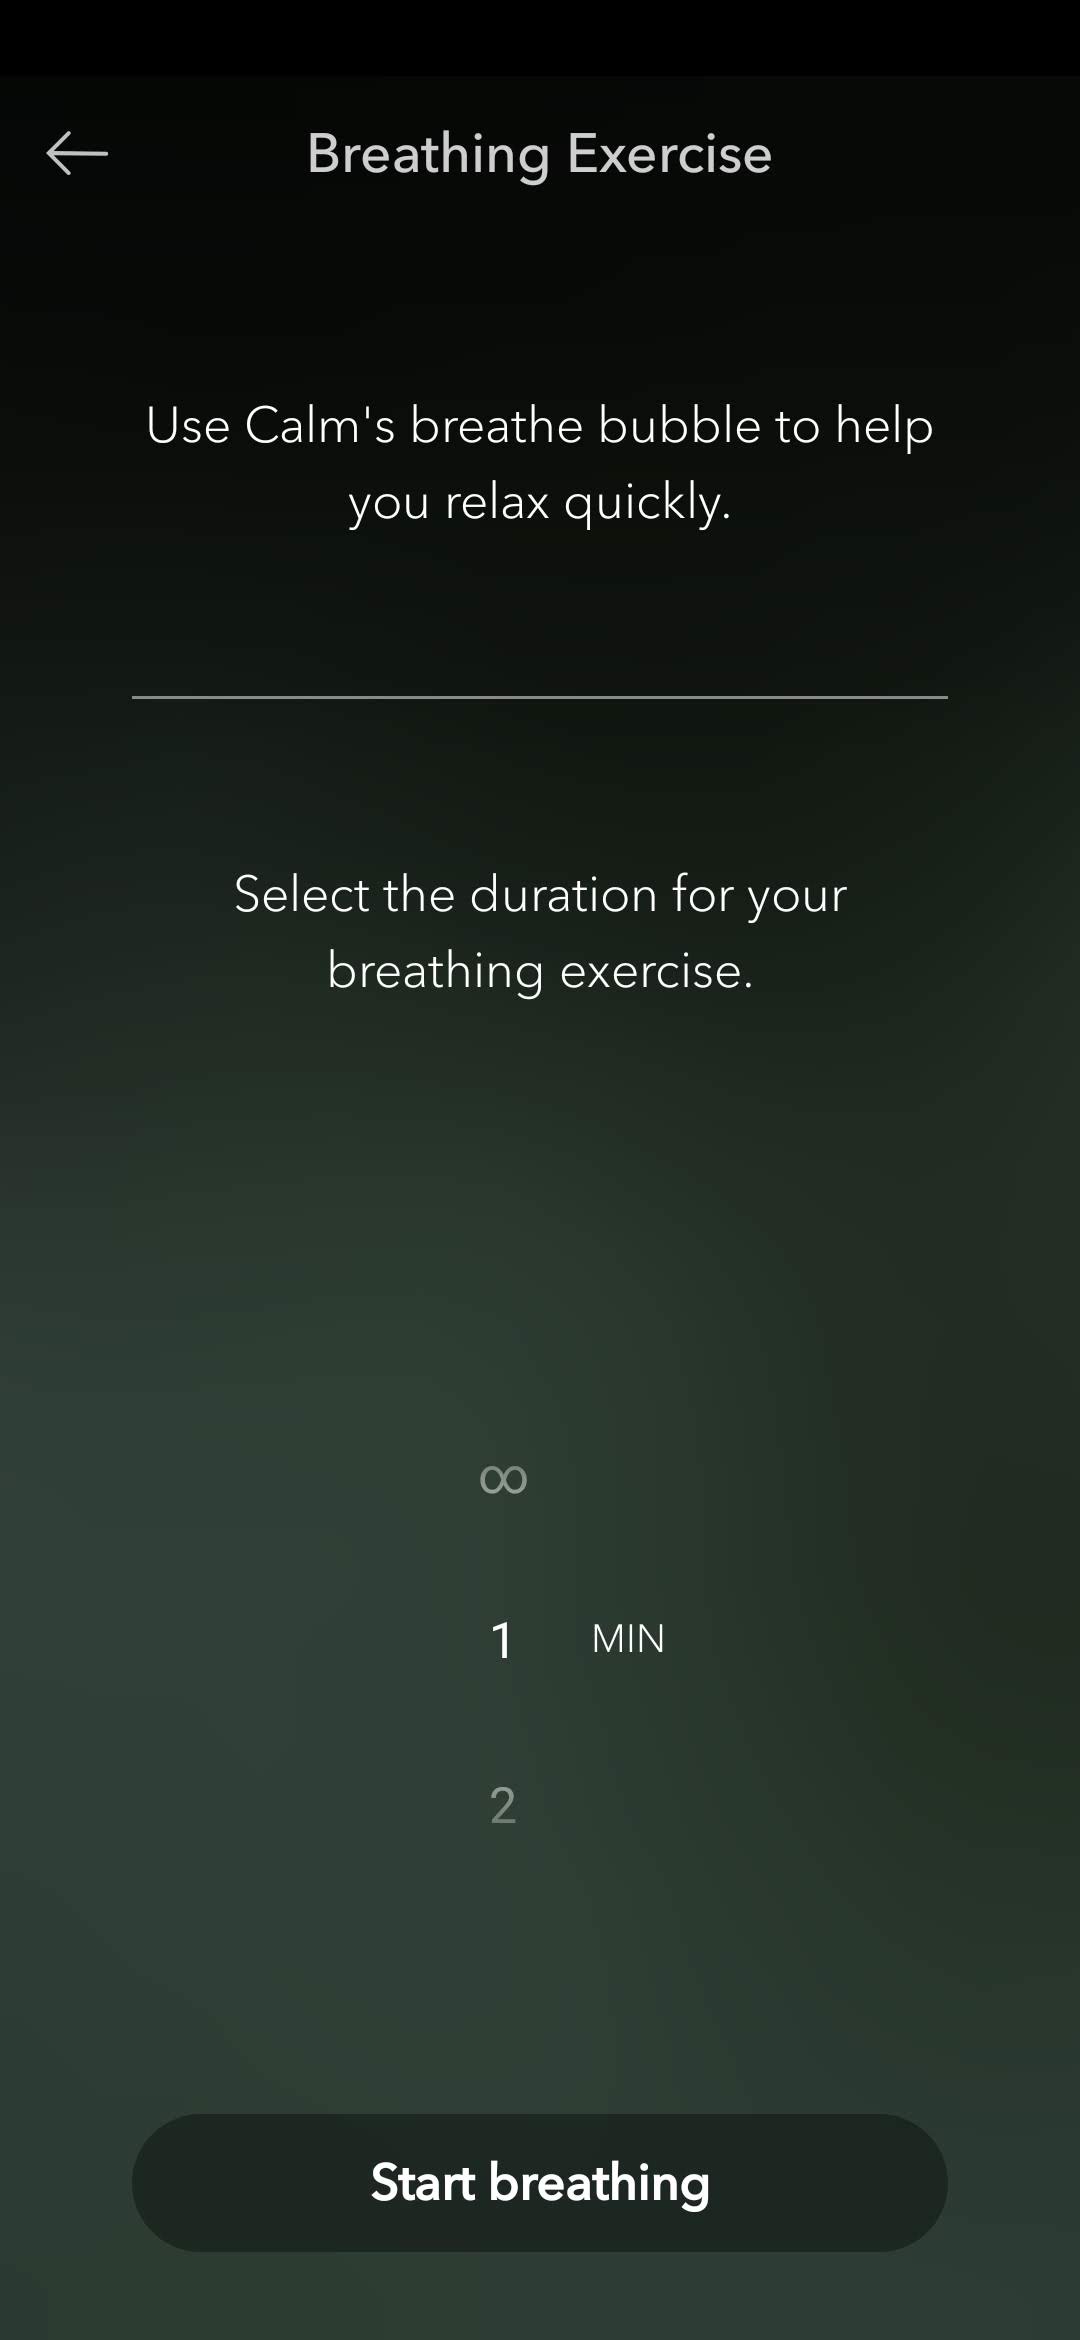 Breathing Exercise
Use Calm's breathe bubble to help
you relax quickly.
Select the duration for your
breathing exercise.
∞
1 MIN
2
Start breathing